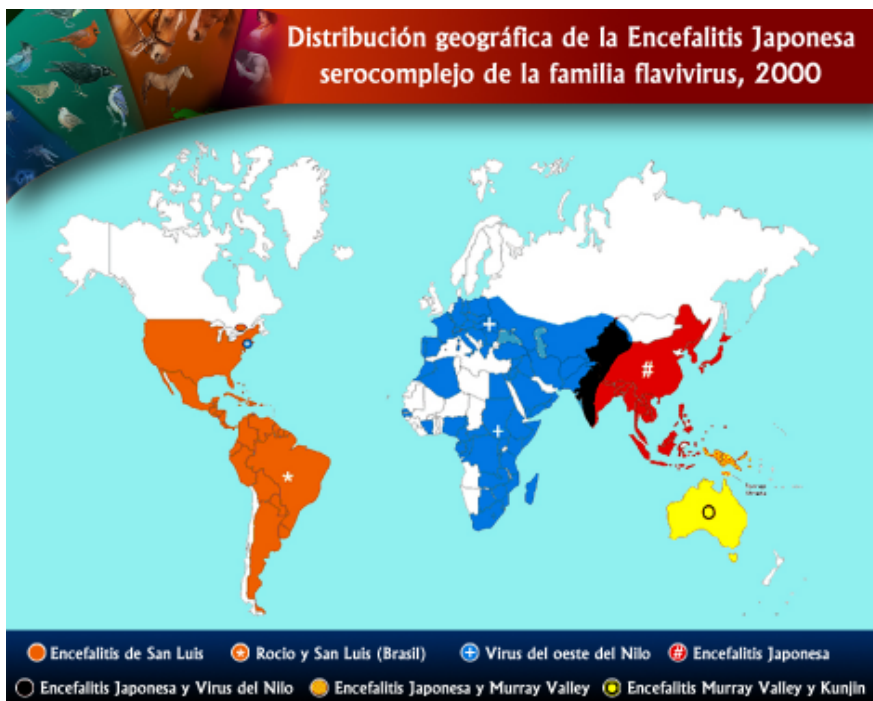 Distribución geográfica de la Encefalitis Japonesa
serocomplejo de la familia flavivirus, 2000
+
#
+
*
O
Encefalitis de San Luis * Rocio y San Luis (Brasil) + Virus del oeste del Nilo # Encefalitis Japonesa
Encefalitis Japonesa y Virus del Nilo Encefalitis Japonesa y Murray Valley O Encefalitis Murray Valley y Kunjin